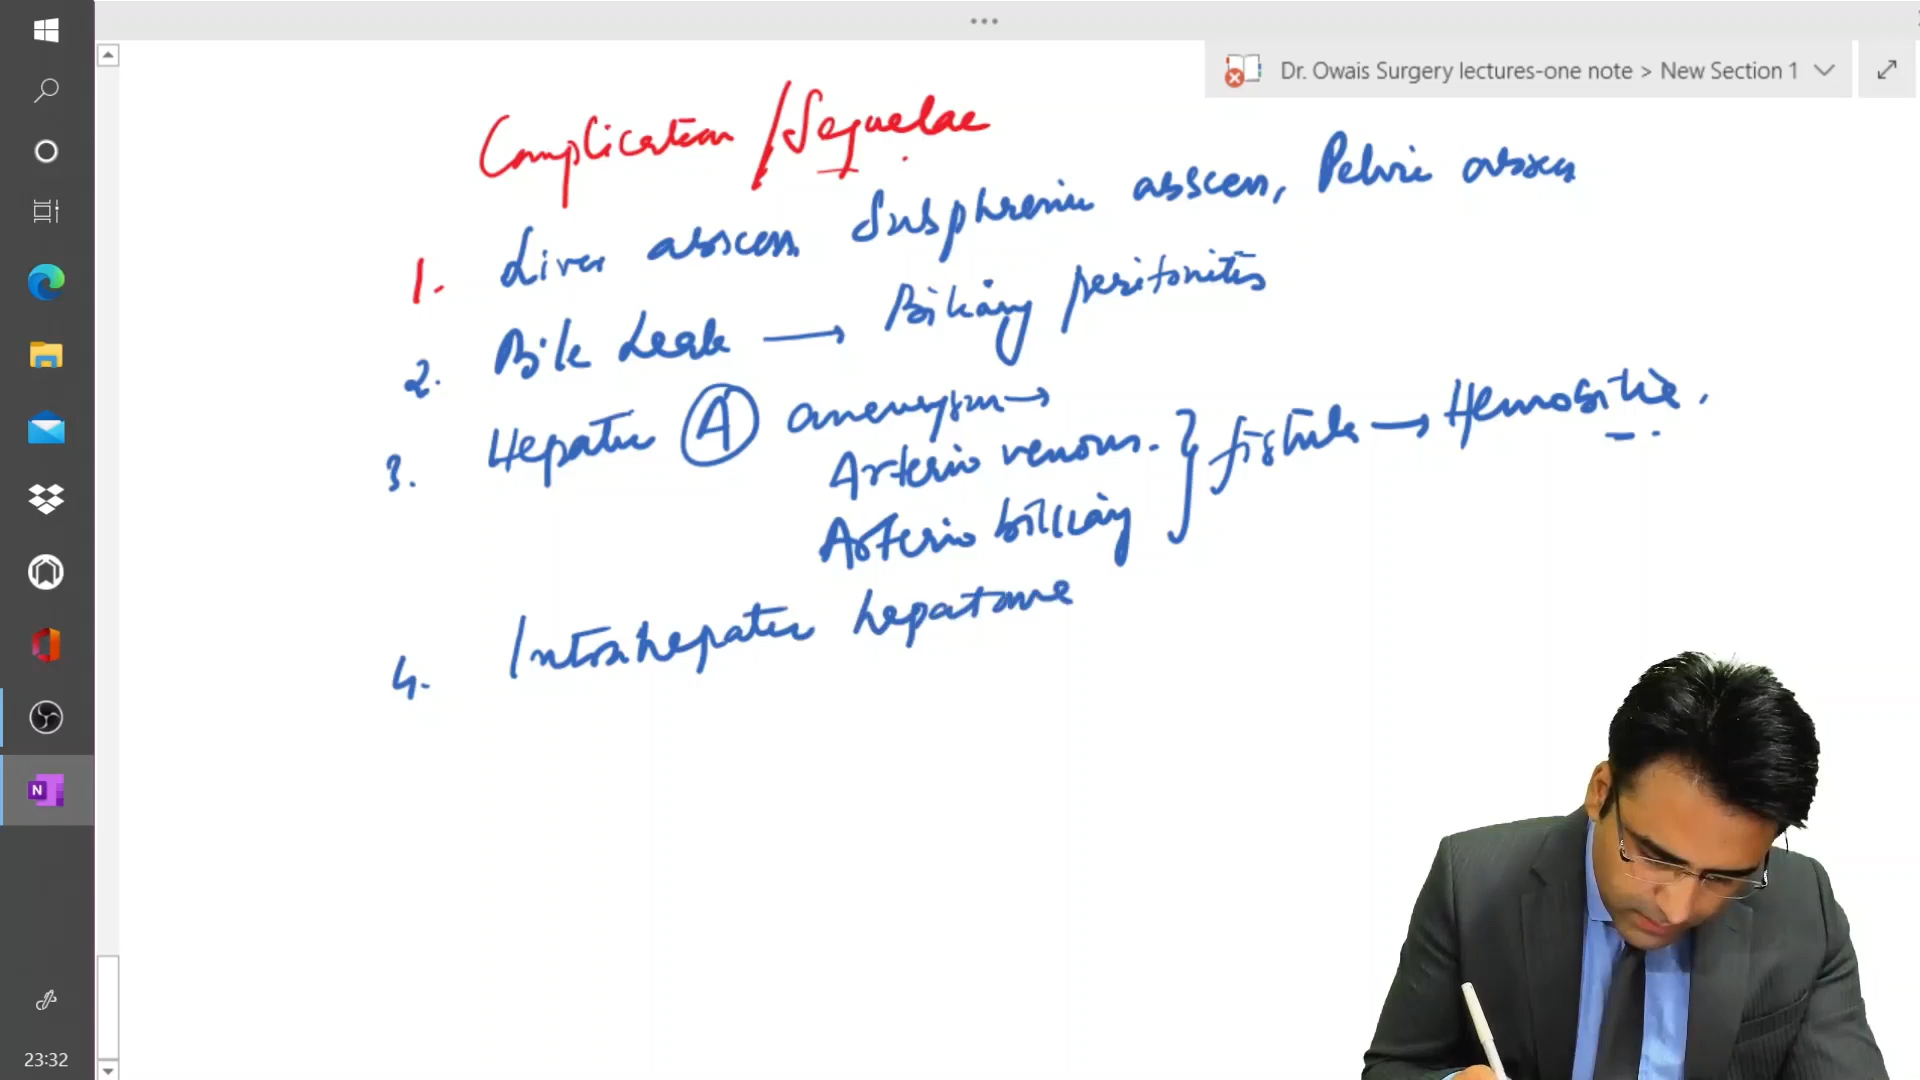 Dr. Owais Surgery lectures-one note > New Section 1
Complication / Sequelae
1. Liver abscess Subphrenic abscess, Pelvic abscess
2. Bile Leak → Biliary peritonitis
3. Hepatic A aneurysm →
Arterio venous. } fistula → Hemobilia.
Arterio billiary
4. Intrahepatic hepatome
N
23:32